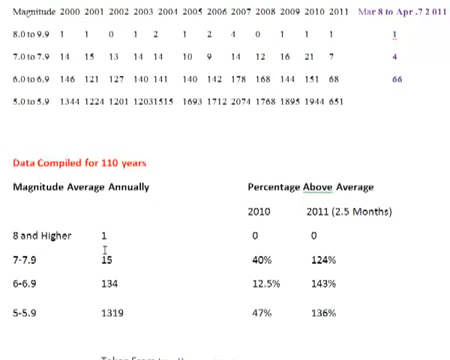 Magnitude 2000 2001 2002 2003 2004 2005 2006 2007 2008 2009 2010 2011 Mar 8 to Apr .7 2011
8.0 to 9.9 1 1 0 1 2 1 2 4 0 1 1 1 1
7.0 to 7.9 14 15 13 14 14 10 9 14 12 16 21 7 4
6.0 to 6.9 146 121 127 140 141 140 142 178 168 144 151 68 66
5.0 to 5.9 1344 1224 1201 12031515 1693 1712 2074 1768 1895 1944 651
Data Compiled for 110 years
Magnitude Average Annually Percentage Above Average
2010 2011 (2.5 Months)
8 and Higher 1 0 0
7-7.9 15 40% 124%
6-6.9 134 12.5% 143%
5-5.9 1319 47% 136%